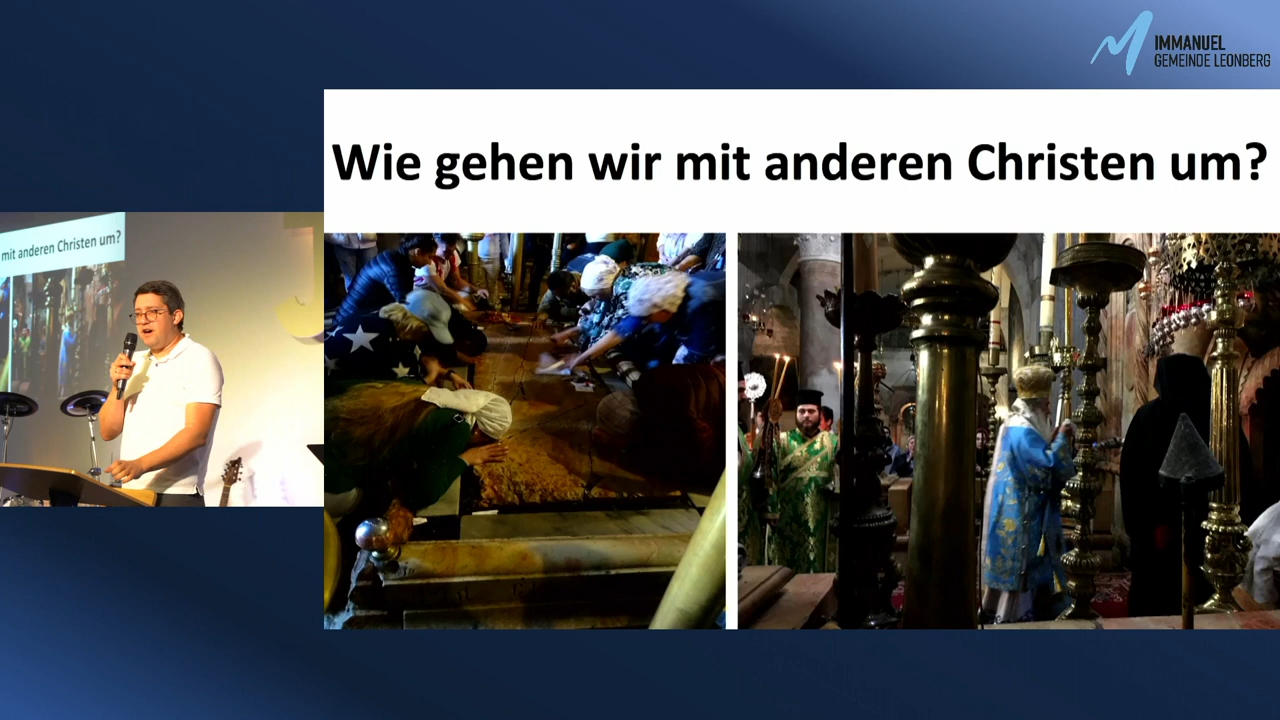 IMMANUEL
GEMEINDE LEONBERG
Wie gehen wir mit anderen Christen um?
mit anderen Christen um?